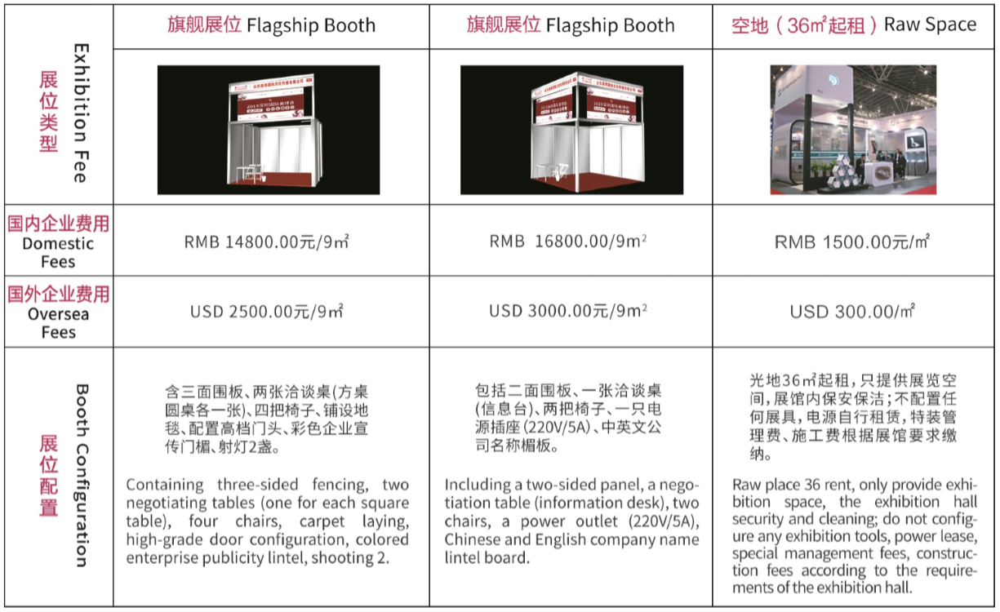 展位类型
Exhibition Fee
旗舰展位 Flagship Booth
旗舰展位 Flagship Booth
空地（36㎡起租）Raw Space
国内企业费用
Domestic
Fees
RMB 14800.00元/9㎡
RMB 16800.00/9m²
RMB 1500.00元/㎡
国外企业费用
Oversea
Fees
USD 2500.00元/9㎡
USD 3000.00元/9m²
USD 300.00/㎡
展位配置
Booth Configuration
含三面围板、两张洽谈桌(方桌
圆桌各一张)、四把椅子、铺设地
毯、配置高档门头、彩色企业宣
传门楣、射灯2盏。
Containing three-sided fencing, two
negotiating tables (one for each square
table), four chairs, carpet laying,
high-grade door configuration, colored
enterprise publicity lintel, shooting 2.
包括二面围板、一张洽谈桌
(信息台)、两把椅子、一只电
源插座(220V/5A)、中英文公
司名称楣板。
Including a two-sided panel, a nego-
tiation table (information desk), two
chairs, a power outlet (220V/5A),
Chinese and English company name
lintel board.
光地36㎡起租,只提供展览空
间,展馆内保安保洁;不配置任
何展具,电源自行租赁,特装管
理费、施工费根据展馆要求缴
纳。
Raw place 36 rent, only provide exhi-
bition space, the exhibition hall
security and cleaning; do not config-
ure any exhibition tools, power lease,
special management fees, construc-
tion fees according to the require-
ments of the exhibition hall.